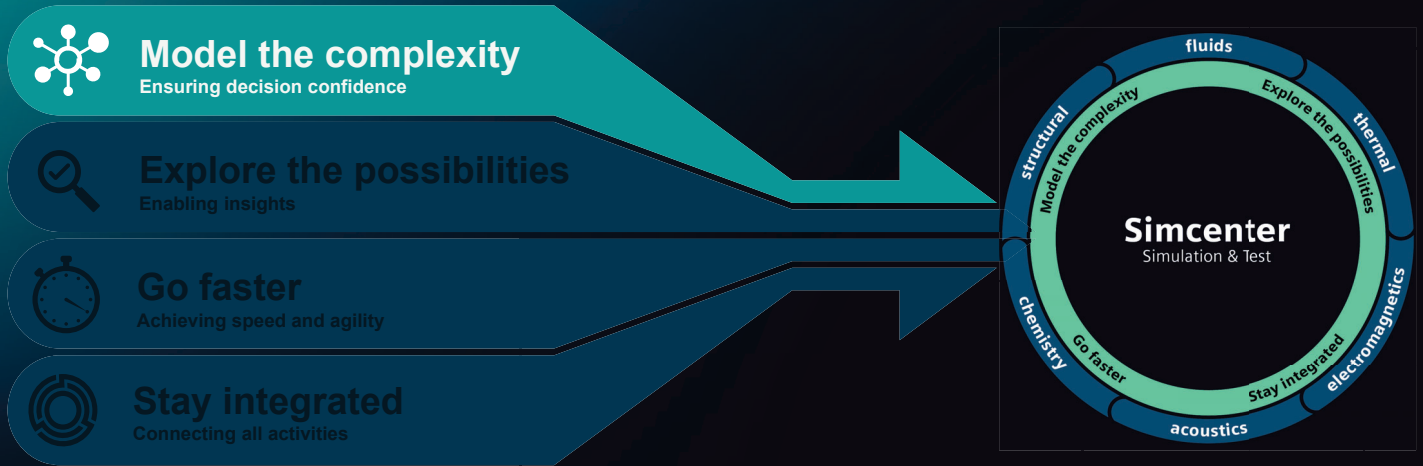 Model the complexity
Ensuring decision confidence
Explore the possibilities
Enabling insights
Go faster
Achieving speed and agility
Stay integrated
Connecting all activities
fluids
thermal
electromagnetics
acoustics
chemistry
structural
Model the complexity
Explore the possibilities
Stay integrated
Go faster
Simcenter
Simulation & Test